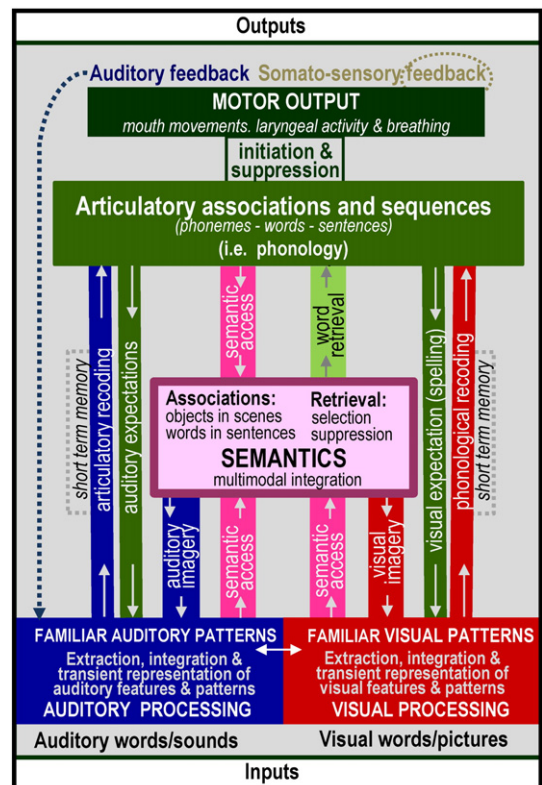 Outputs
Auditory feedback Somato-sensory feedback
MOTOR OUTPUT
mouth movements. laryngeal activity & breathing
initiation &
suppression
Articulatory associations and sequences
(phonemes - words - sentences)
(i.e. phonology)
short term memory
articulatory recoding
auditory expectations
semantic
access
word
retrieval
visual expectation (spelling)
phonological recoding
short term memory
Associations:
objects in scenes
words in sentences
Retrieval:
selection
suppression
SEMANTICS
multimodal integration
auditory
imagery
semantic
access
semantic
access
visual
imagery
FAMILIAR AUDITORY PATTERNS
Extraction, integration &
transient representation of
auditory features & patterns
AUDITORY PROCESSING
FAMILIAR VISUAL PATTERNS
Extraction, integration &
transient representation of
visual features & patterns
VISUAL PROCESSING
Auditory words/sounds
Visual words/pictures
Inputs